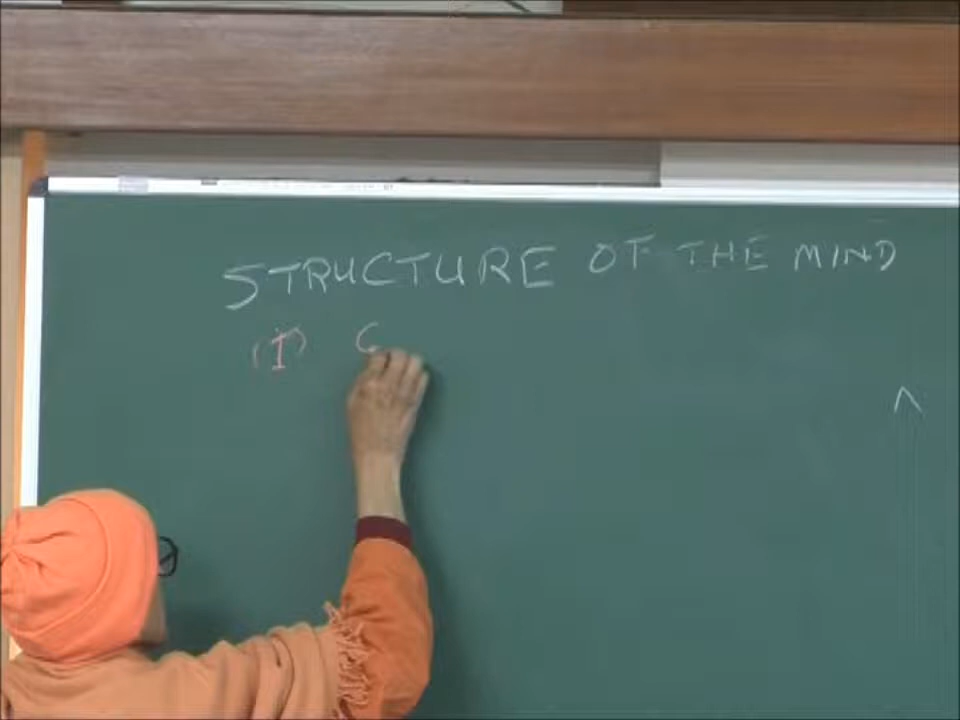 STRUCTURE OF THE MIND
(I) C